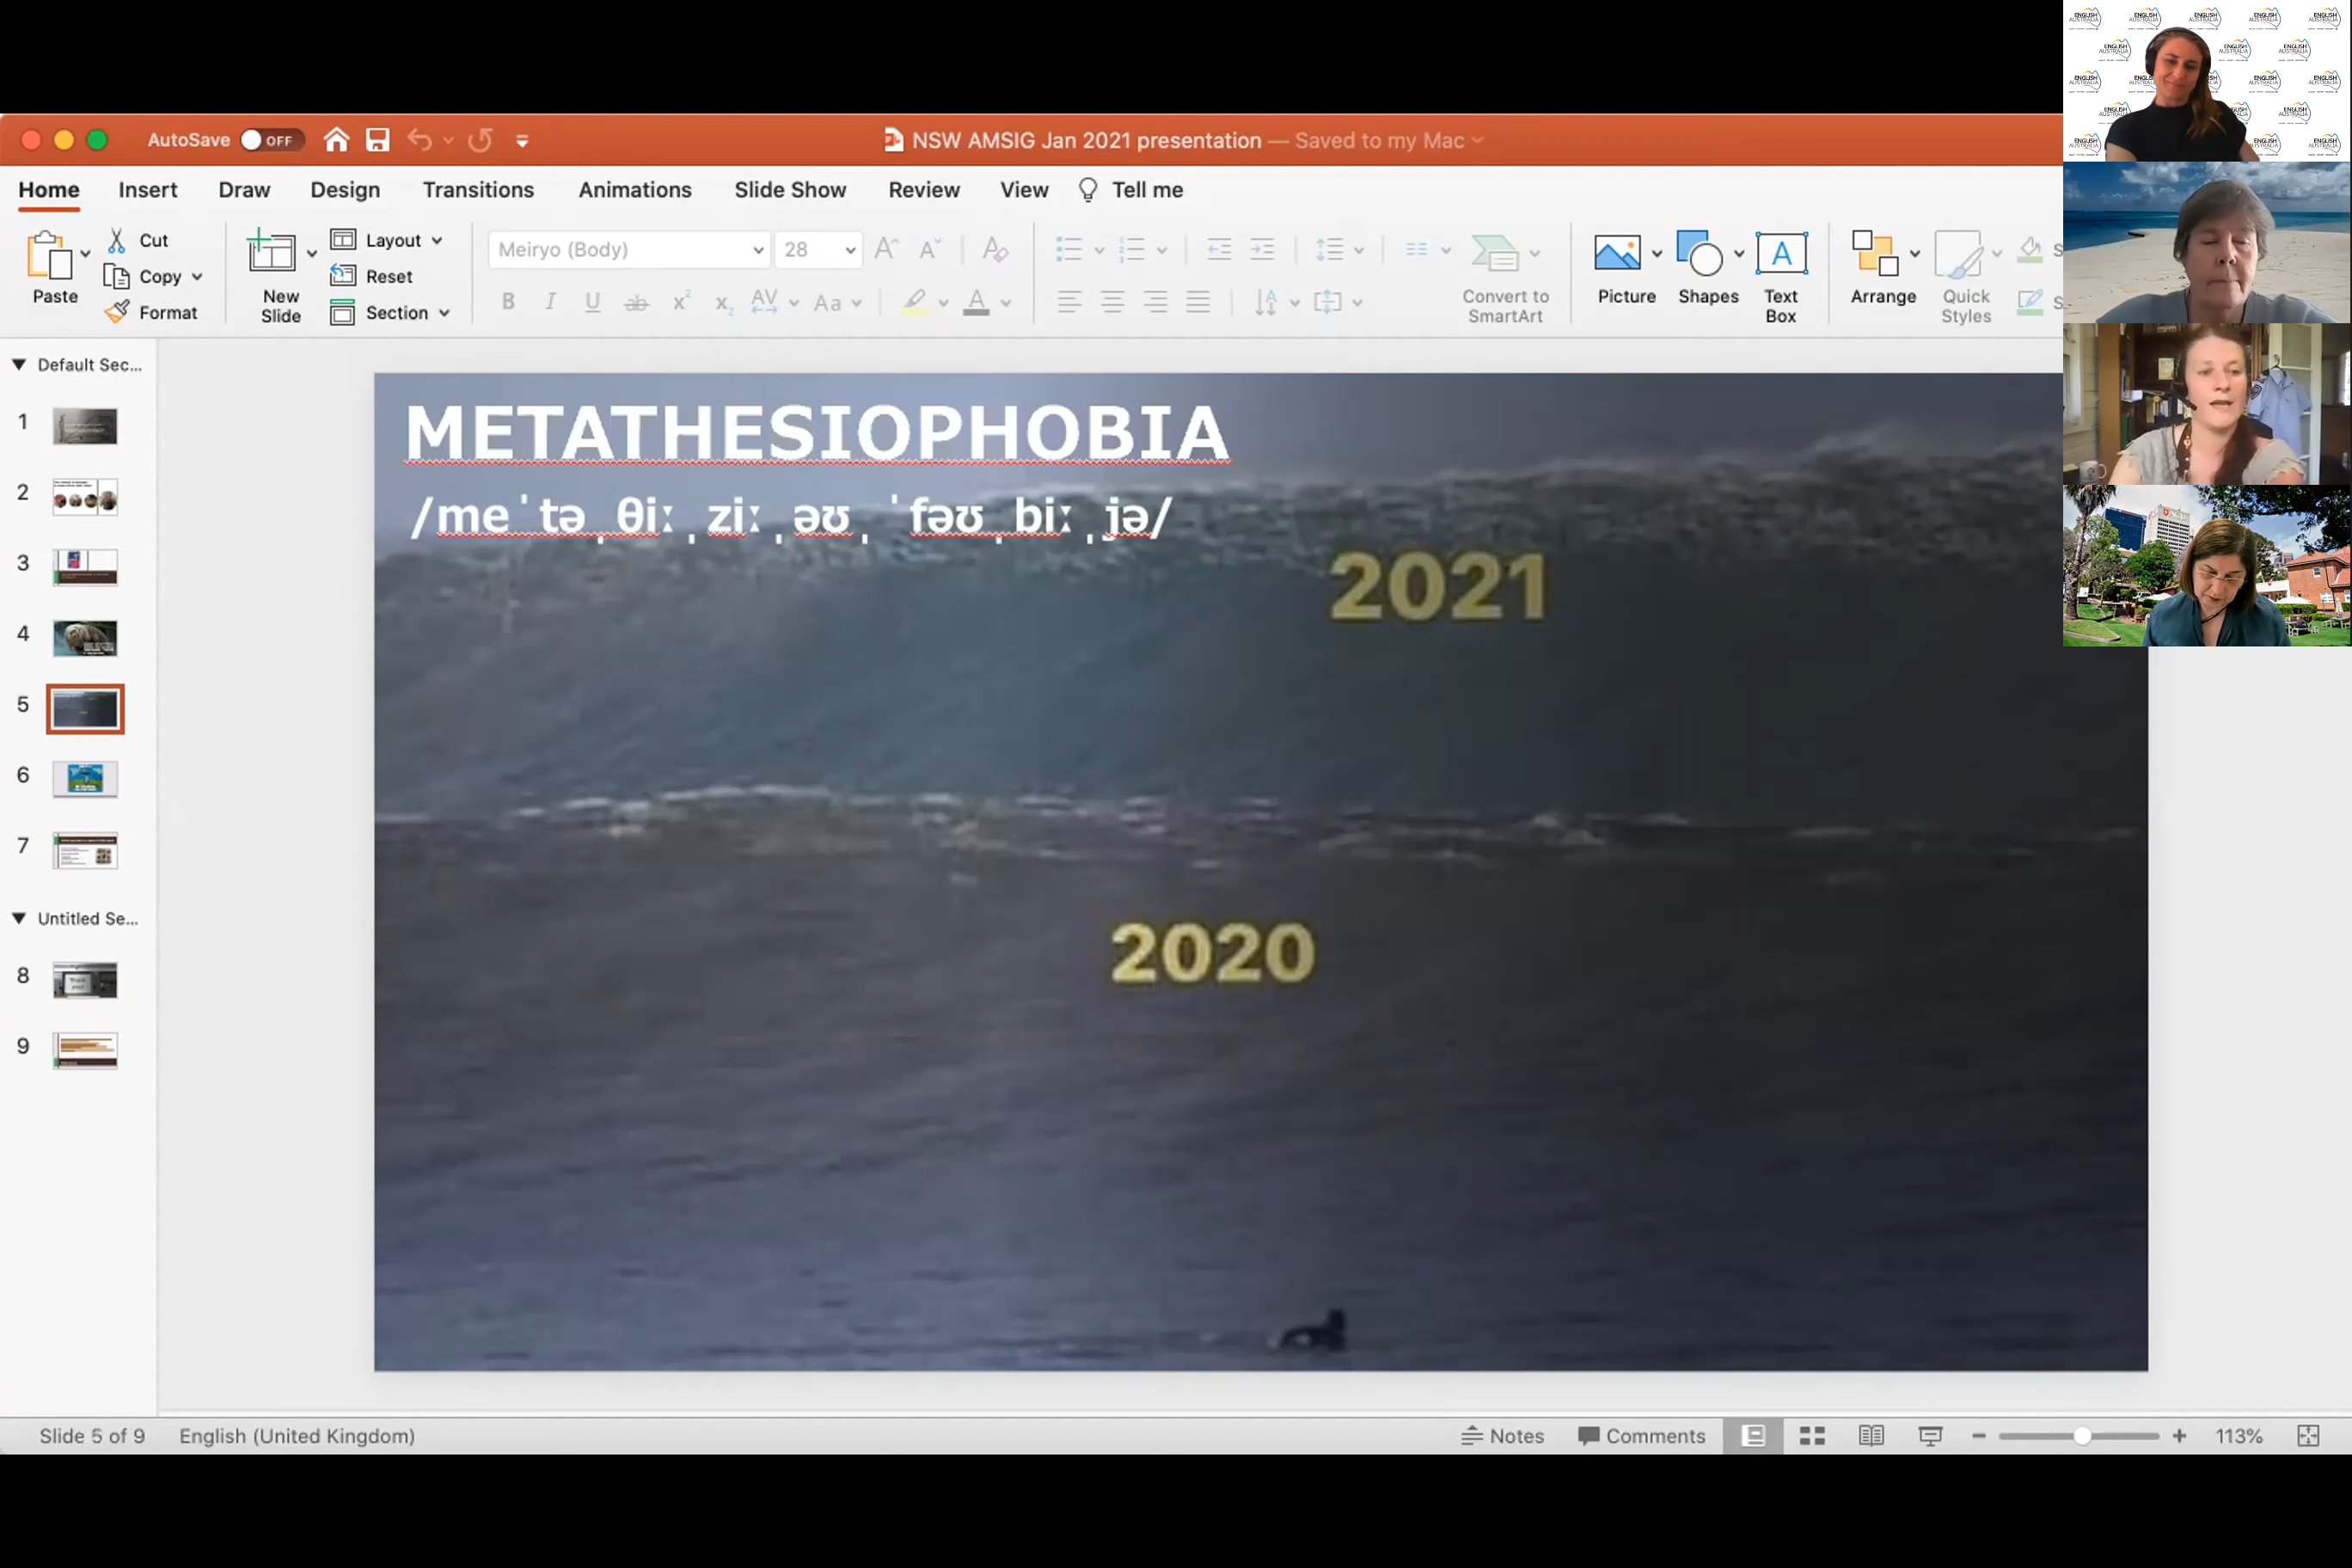 AutoSave OFF
NSW AMSIG Jan 2021 presentation — Saved to my Mac
Home Insert Draw Design Transitions Animations Slide Show Review View Tell me
Paste
Cut
Copy
Format
New Slide
Layout
Reset
Section
Meiryo (Body) 28
Convert to SmartArt
Picture
Shapes
Text Box
Arrange
Quick Styles
Default Sec...
1
2
3
4
5
6
7
Untitled Se...
8
9
METATHESIOPHOBIA
/meˈtəˌθiːˌziːˌəʊˌˈfəʊˌbiːˌjə/
2021
2020
ENGLISH AUSTRALIA
Slide 5 of 9
English (United Kingdom)
Notes
Comments
113%